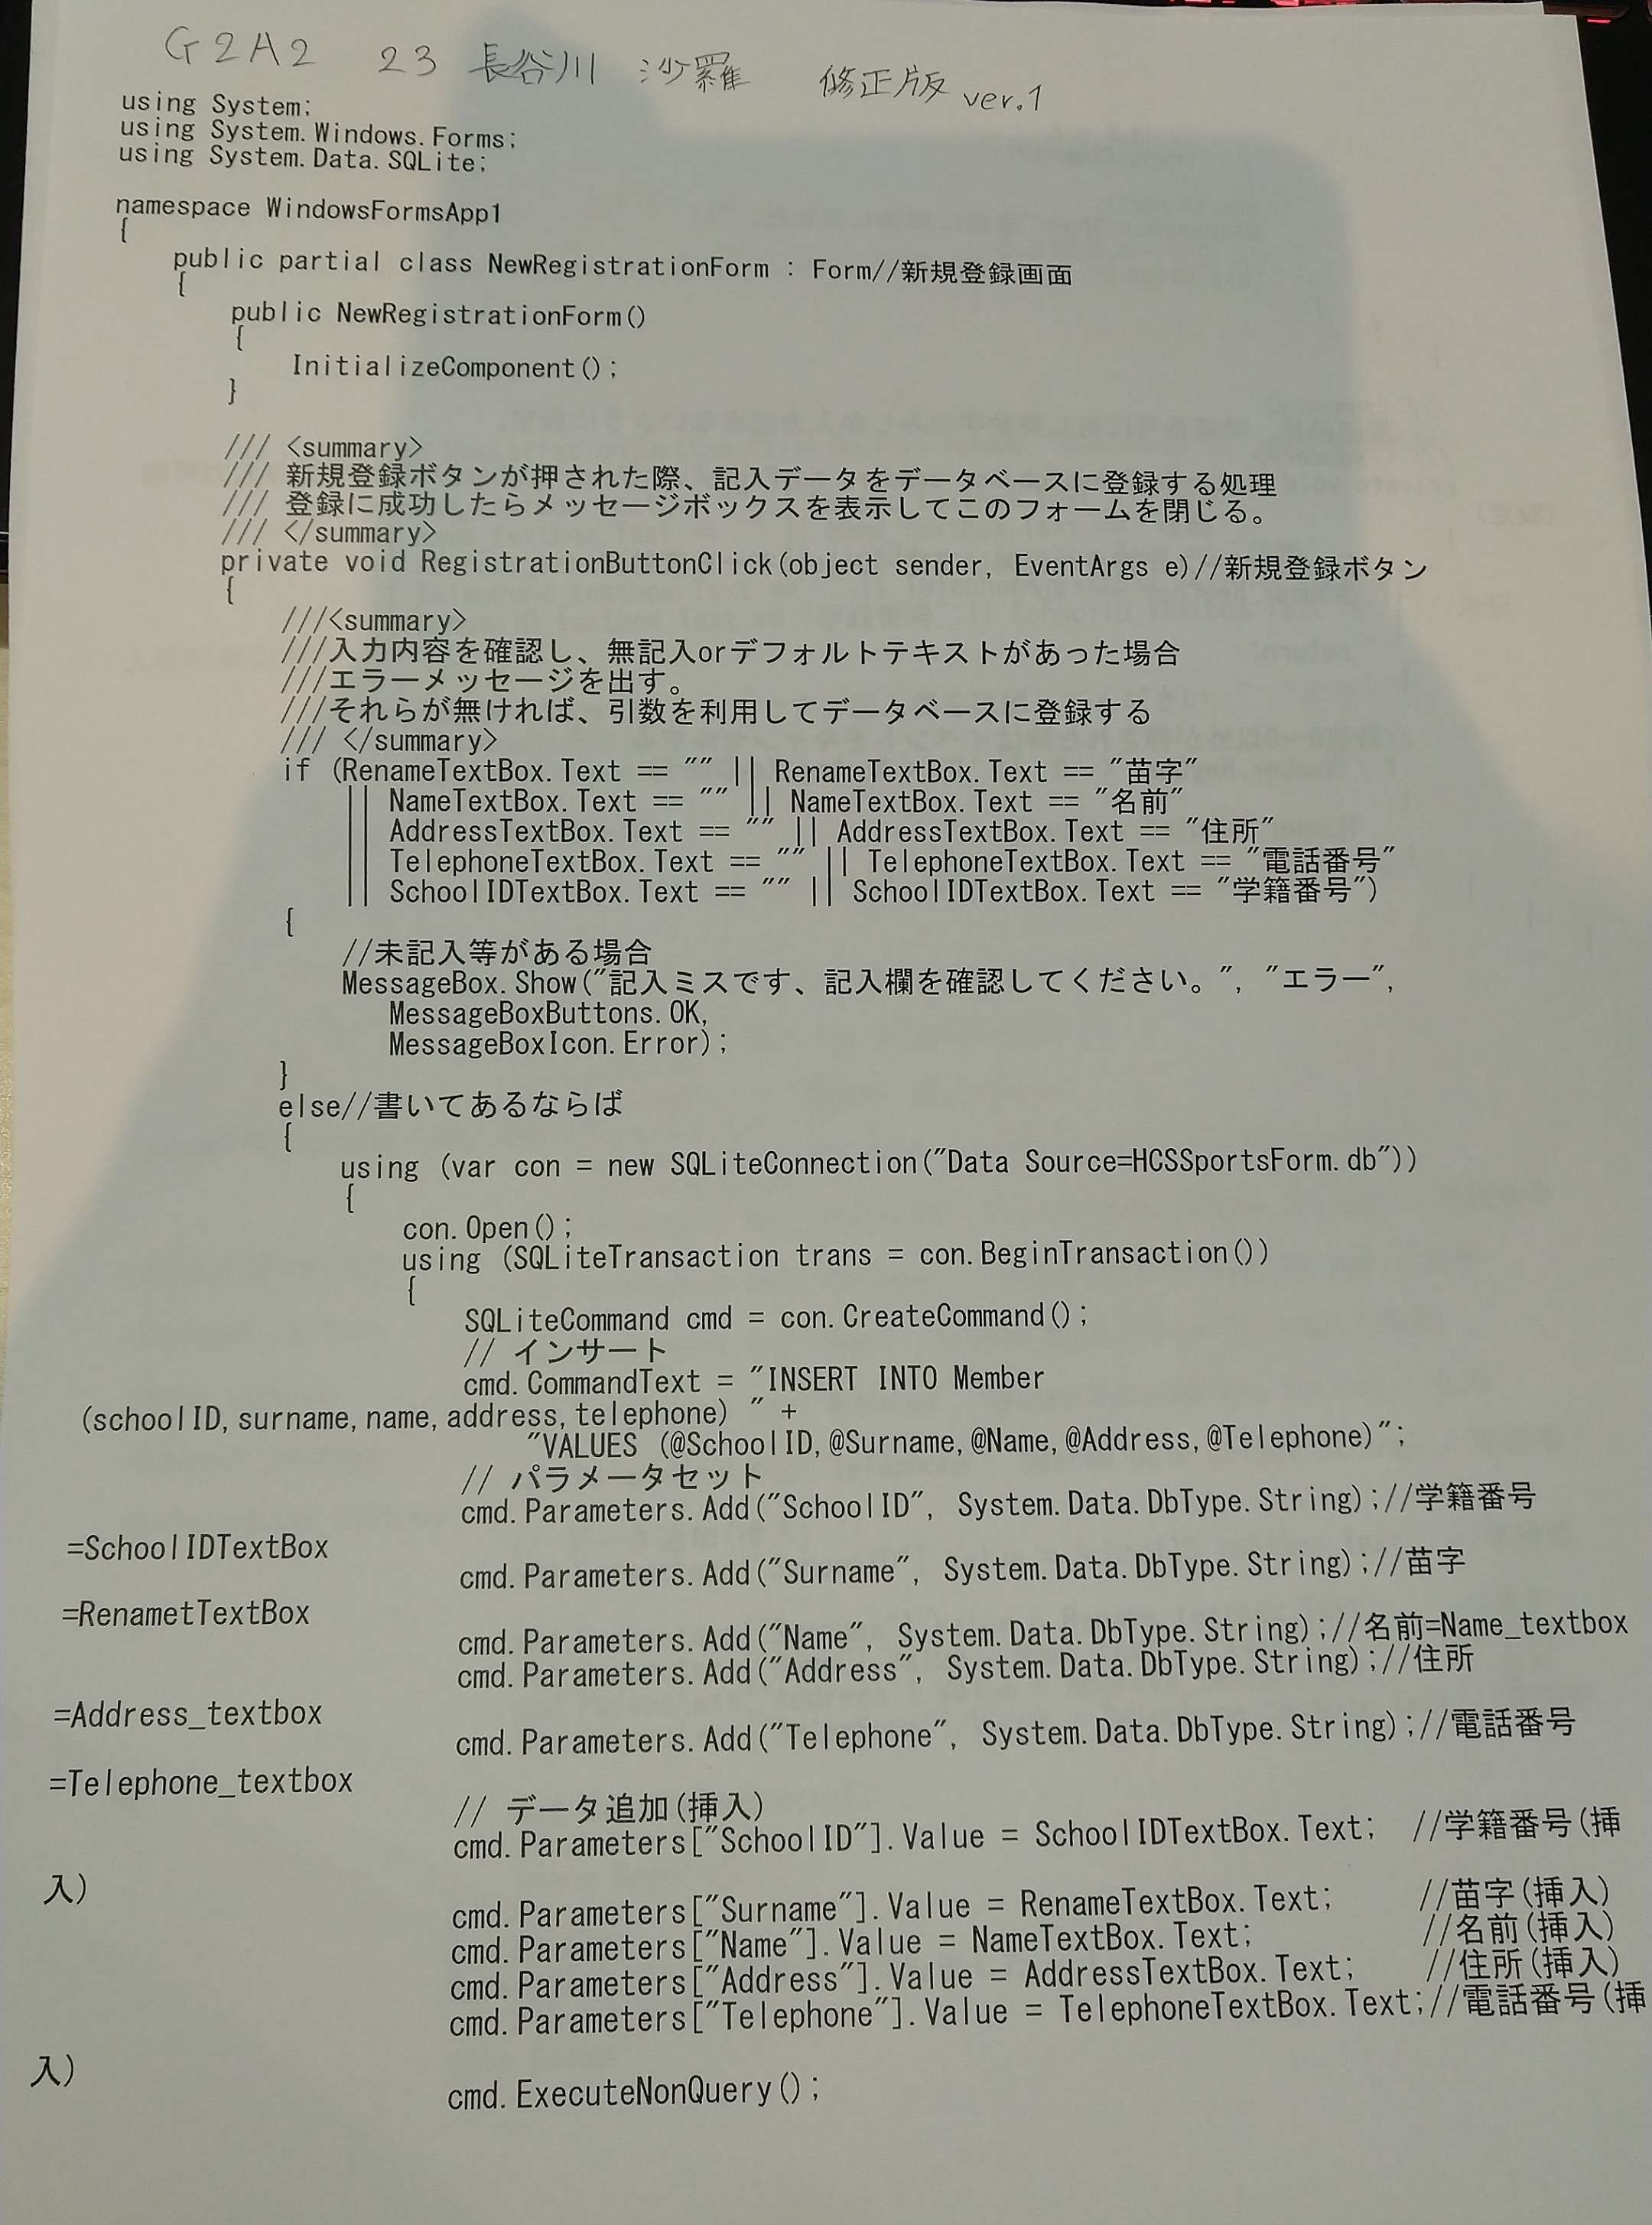 G2A2 23 長谷川 沙羅 修正版 ver.1
using System;
using System.Windows.Forms;
using System.Data.SQLite;
namespace WindowsFormsApp1
{
public partial class NewRegistrationForm : Form//新規登録画面
{
public NewRegistrationForm()
{
InitializeComponent();
}
/// <summary>
/// 新規登録ボタンが押された際、記入データをデータベースに登録する処理
/// 登録に成功したらメッセージボックスを表示してこのフォームを閉じる。
/// </summary>
private void RegistrationButtonClick(object sender, EventArgs e)//新規登録ボタン
{
///<summary>
///入力内容を確認し、無記入orデフォルトテキストがあった場合
///エラーメッセージを出す。
///それらが無ければ、引数を利用してデータベースに登録する
/// </summary>
if (RenameTextBox.Text == "" || RenameTextBox.Text == "苗字"
|| NameTextBox.Text == "" || NameTextBox.Text == "名前"
|| AddressTextBox.Text == "" || AddressTextBox.Text == "住所"
|| TelephoneTextBox.Text == "" || TelephoneTextBox.Text == "電話番号"
|| SchoolIDTextBox.Text == "" || SchoolIDTextBox.Text == "学籍番号")
{
//未記入等がある場合
MessageBox.Show("記入ミスです、記入欄を確認してください。", "エラー",
MessageBoxButtons.OK,
MessageBoxIcon.Error);
}
else//書いてあるならば
{
using (var con = new SQLiteConnection("Data Source=HCSSportsForm.db"))
{
con.Open();
using (SQLiteTransaction trans = con.BeginTransaction())
{
SQLiteCommand cmd = con.CreateCommand();
// インサート
cmd.CommandText = "INSERT INTO Member
(schoolID,surname,name,address,telephone) " +
"VALUES (@SchoolID,@Surname,@Name,@Address,@Telephone)";
// パラメータセット
cmd.Parameters.Add("SchoolID", System.Data.DbType.String);//学籍番号
=SchoolIDTextBox
cmd.Parameters.Add("Surname", System.Data.DbType.String);//苗字
=RenametTextBox
cmd.Parameters.Add("Name", System.Data.DbType.String);//名前=Name_textbox
cmd.Parameters.Add("Address", System.Data.DbType.String);//住所
=Address_textbox
cmd.Parameters.Add("Telephone", System.Data.DbType.String);//電話番号
=Telephone_textbox
// データ追加(挿入)
cmd.Parameters["SchoolID"].Value = SchoolIDTextBox.Text; //学籍番号(挿
入)
cmd.Parameters["Surname"].Value = RenameTextBox.Text; //苗字(挿入)
cmd.Parameters["Name"].Value = NameTextBox.Text; //名前(挿入)
cmd.Parameters["Address"].Value = AddressTextBox.Text; //住所(挿入)
cmd.Parameters["Telephone"].Value = TelephoneTextBox.Text;//電話番号(挿
入)
cmd.ExecuteNonQuery();